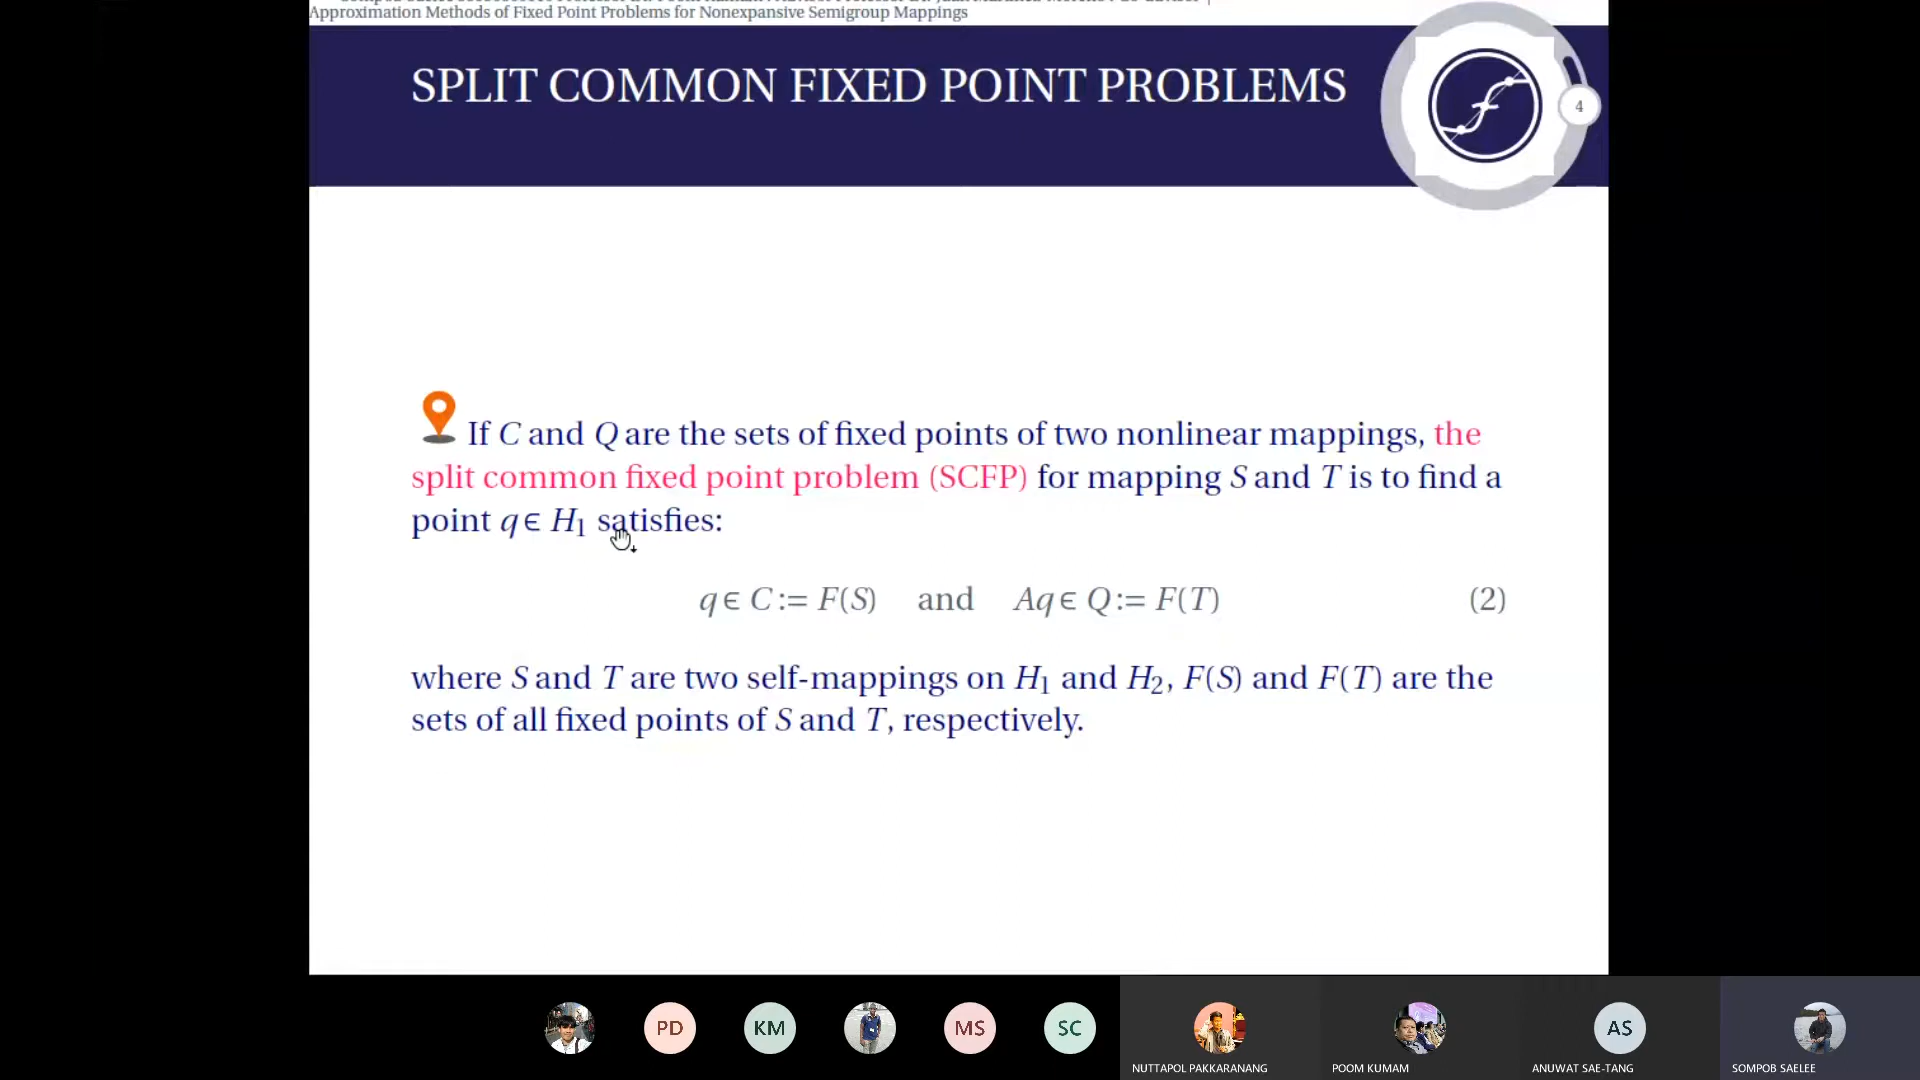 Approximation Methods of Fixed Point Problems for Nonexpansive Semigroup Mappings
SPLIT COMMON FIXED POINT PROBLEMS
4
If C and Q are the sets of fixed points of two nonlinear mappings, the
split common fixed point problem (SCFP) for mapping S and T is to find a
point q ∈ H₁ satisfies:
q ∈ C := F(S) and Aq ∈ Q := F(T) (2)
where S and T are two self-mappings on H₁ and H₂, F(S) and F(T) are the
sets of all fixed points of S and T, respectively.
PD KM MS SC AS
NUTTAPOL PAKKARANANG POOM KUMAM ANUWAT SAE-TANG SOMPOB SAELEE